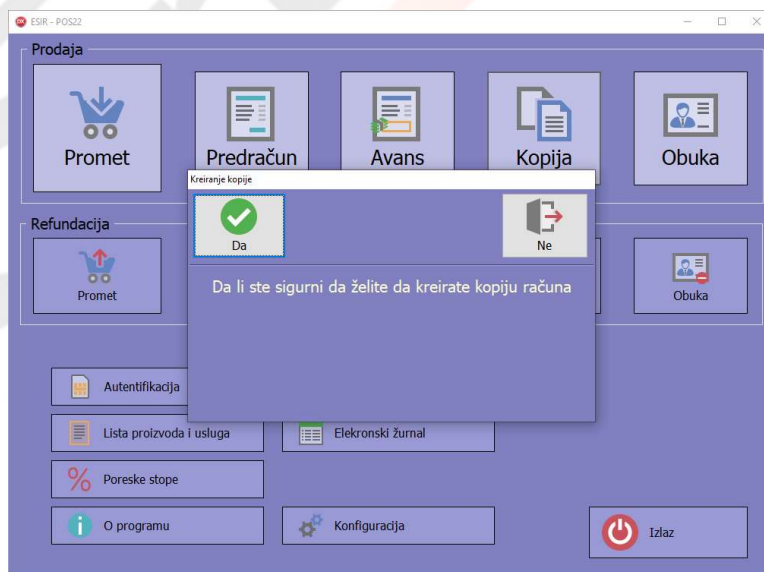 ESIR - POS22
Prodaja
Promet
Predračun
Avans
Kopija
Obuka
Kreiranje kopije
Da
Ne
Da li ste sigurni da želite da kreirate kopiju računa
Refundacija
Promet
Obuka
Autentifikacija
Lista proizvoda i usluga
Elekronski žurnal
Poreske stope
O programu
Konfiguracija
Izlaz